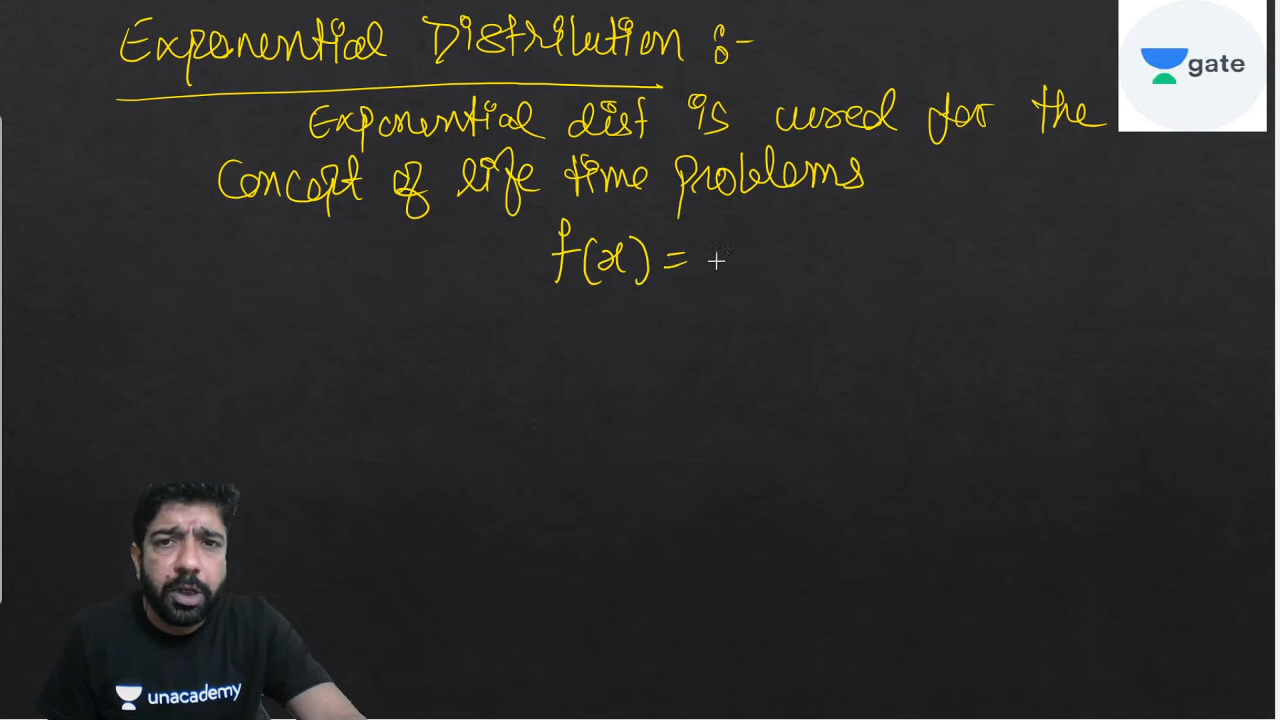 Exponential Distribution :-
gate
Exponential dist is used for the
Concept of life time problems
f(x) =
unacademy